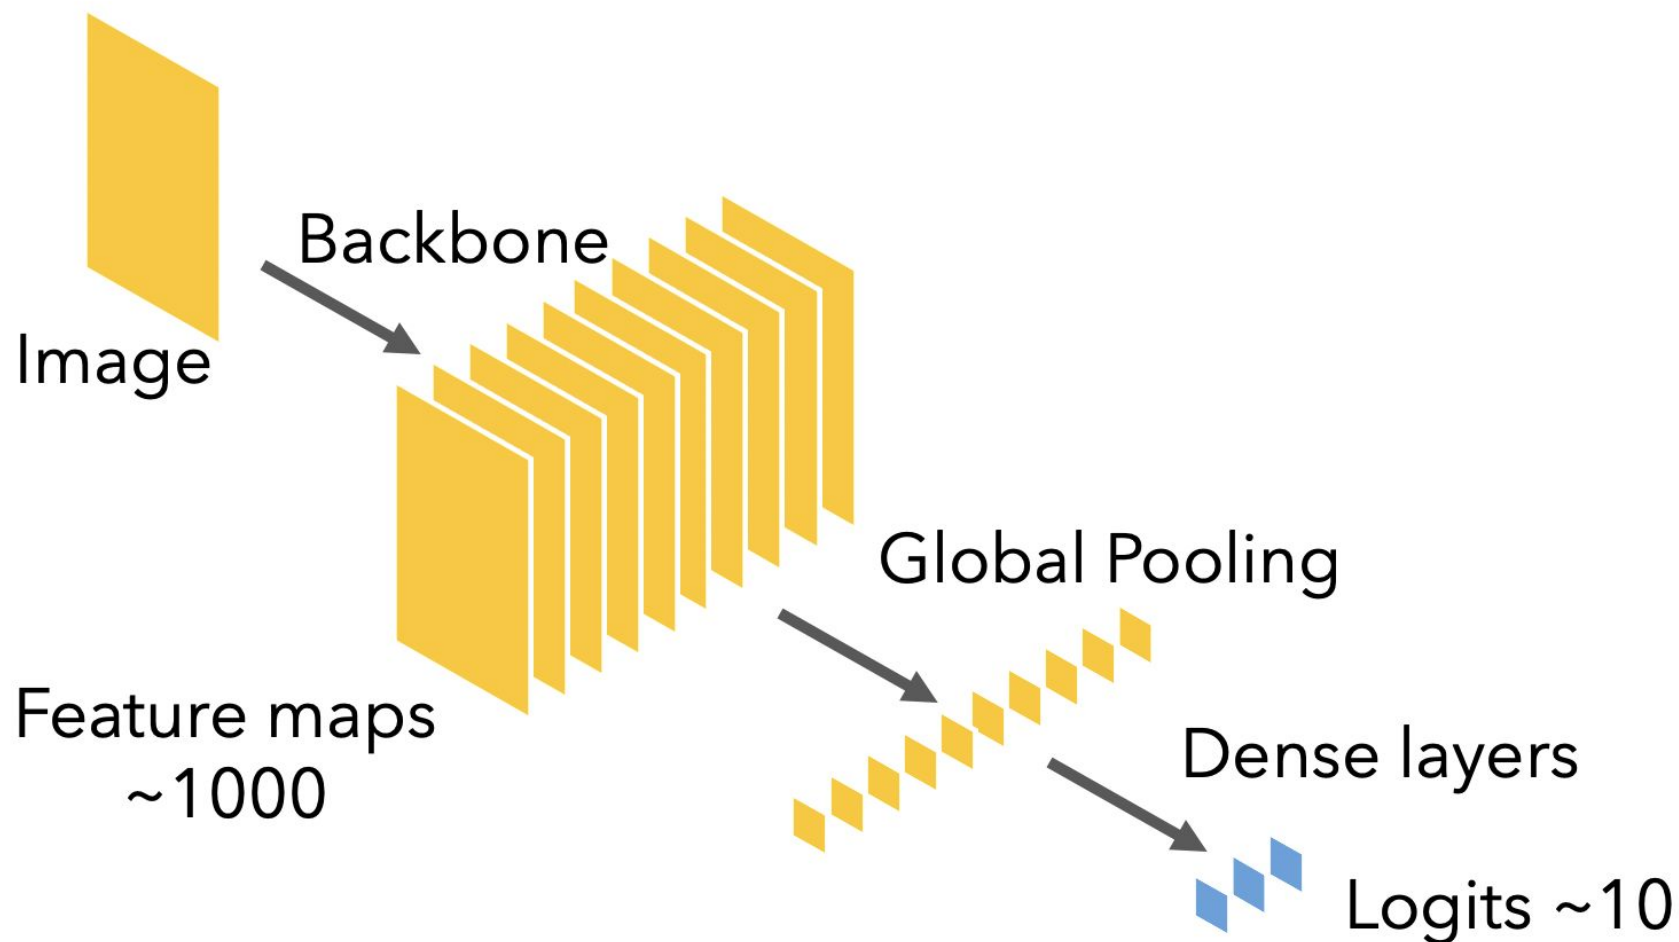 Image
Backbone
Feature maps
~1000
Global Pooling
Dense layers
Logits ~10